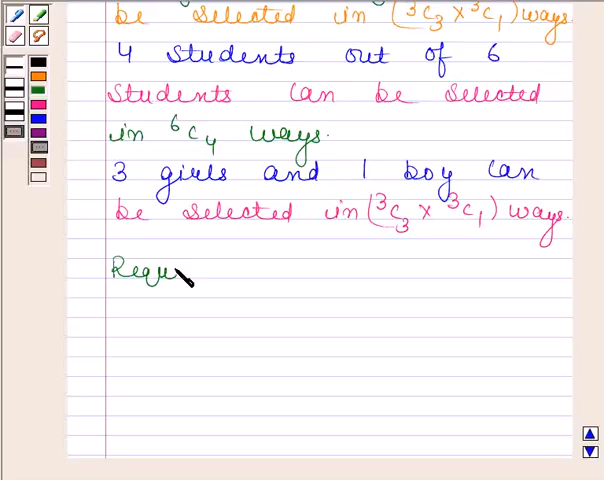 be selected in (³C₃ × ³C₁) ways.
4 students out of 6
students can be selected
in ⁶C₄ ways.
3 girls and 1 boy can
be selected in (³C₃ × ³C₁) ways.
Requ